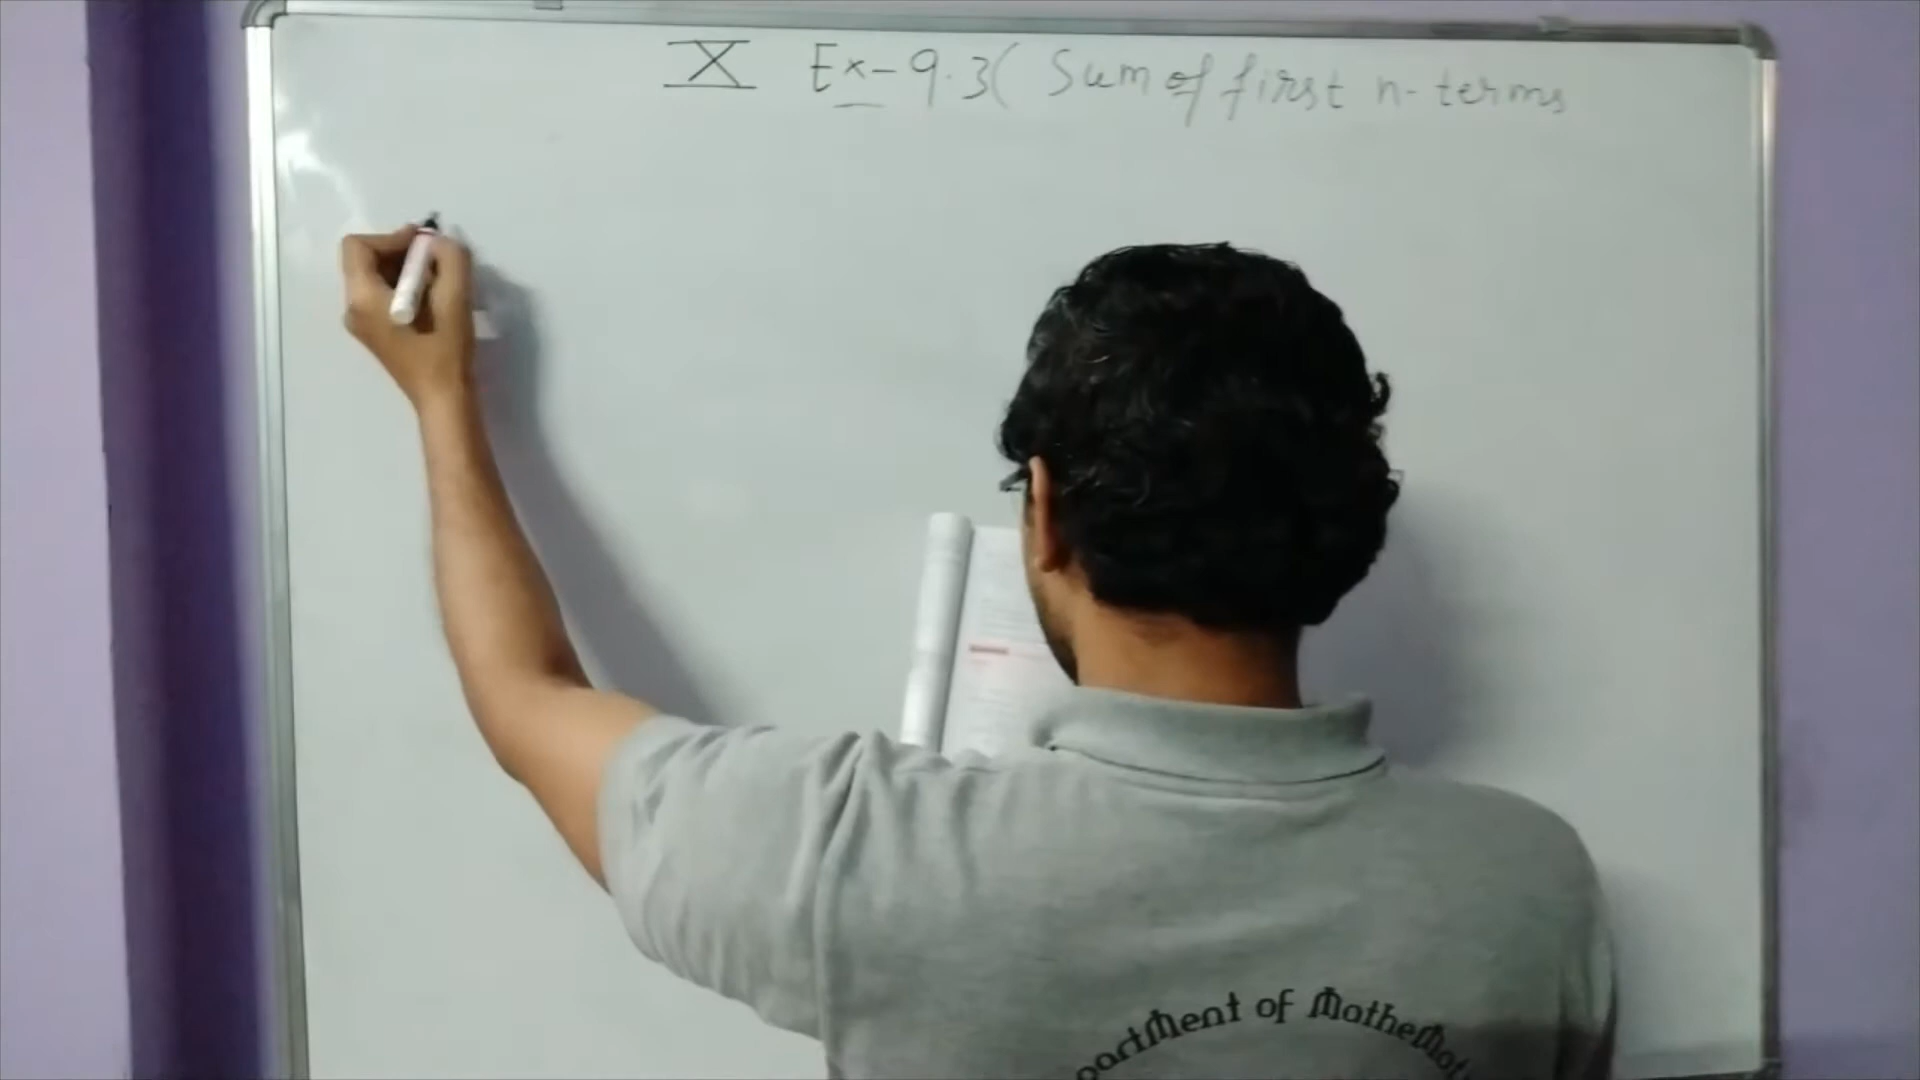 X Ex-9.3( Sum of first n-terms
partment of Mathemat